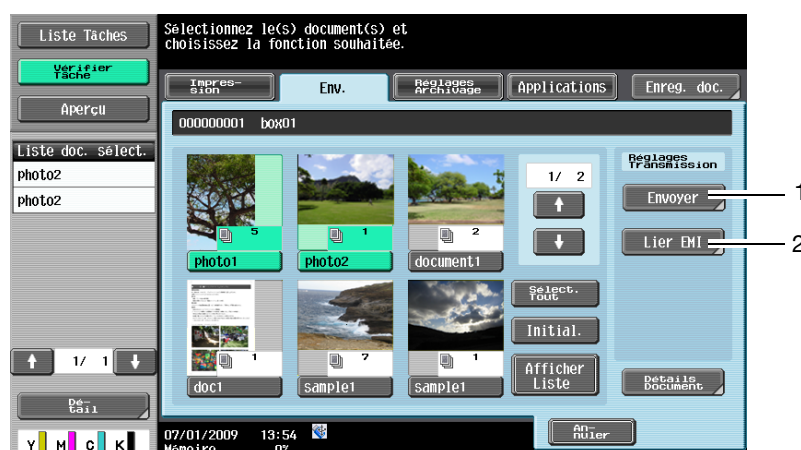 Liste Tâches
Vérifier
Tâche
Aperçu
Liste doc. sélect.
photo2
photo2
1/ 1
Dé-
tail
Y M C K
Sélectionnez le(s) document(s) et
choisissez la fonction souhaitée.
Impres-
sion
Env.
Réglages
Archivage
Applications
Enreg. doc.
000000001 box01
5
photo1
1
photo2
2
document1
1
doc1
7
sample1
1
sample1
1/ 2
Sélect.
Tout
Initial.
Afficher
Liste
Réglages
Transmission
Envoyer
1
Lier EMI
2
Détails
Document
An-
nuler
07/01/2009 13:54
Mémoire 0%